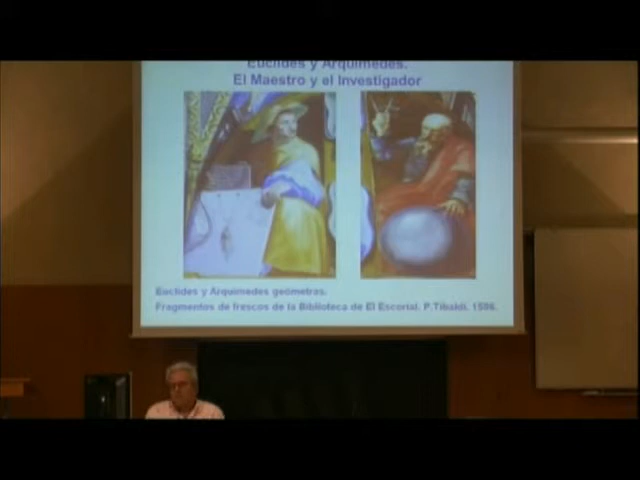 Euclides y Arquímedes.
El Maestro y el Investigador
Euclides y Arquímedes geómetras.
Fragmentos de frescos de la Biblioteca de El Escorial. P.Tibaldi. 1586.